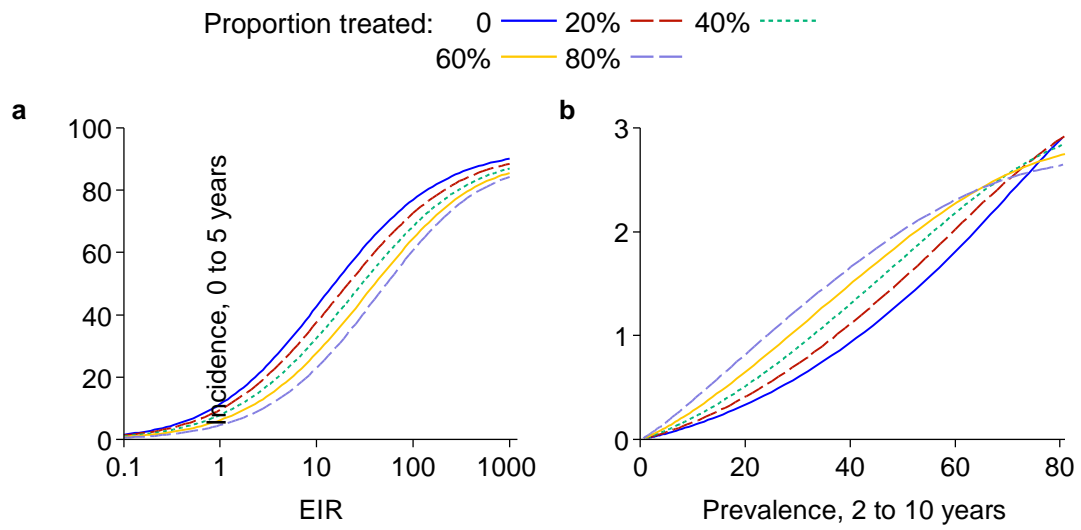 Proportion treated: 0 20% 40%
60% 80%
a
100
80
60
40
20
0
0.1 1 10 100 1000
EIR
Incidence, 0 to 5 years
b
3
2
1
0
0 20 40 60 80
Prevalence, 2 to 10 years